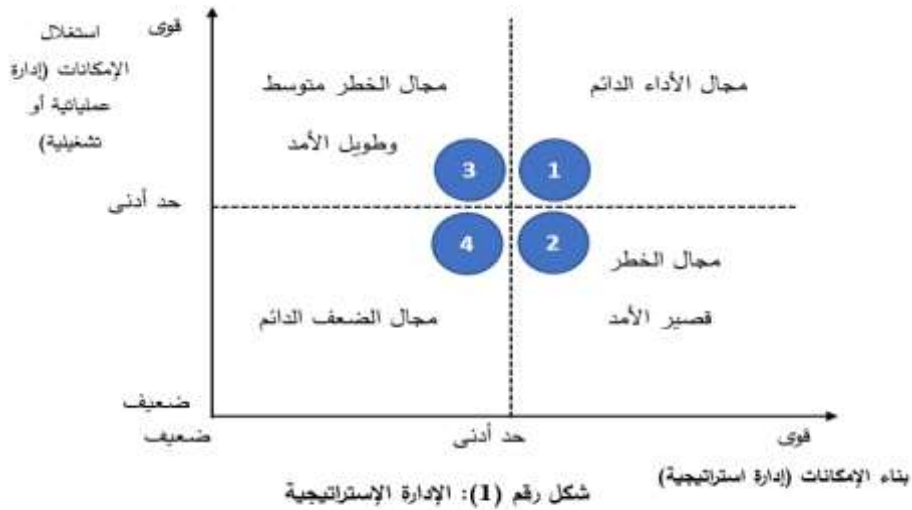 استغلال
الإمكانات (إدارة
عملياتية أو
تشغيلية)
قوى
مجال الخطر متوسط
وطويل الأمد
مجال الأداء الدائم
3
1
حد أدنى
4
2
مجال الضعف الدائم
مجال الخطر
قصير الأمد
ضعيف
ضعيف
حد أدنى
قوى
بناء الإمكانات (إدارة استراتيجية)
شكل رقم (1): الإدارة الإستراتيجية